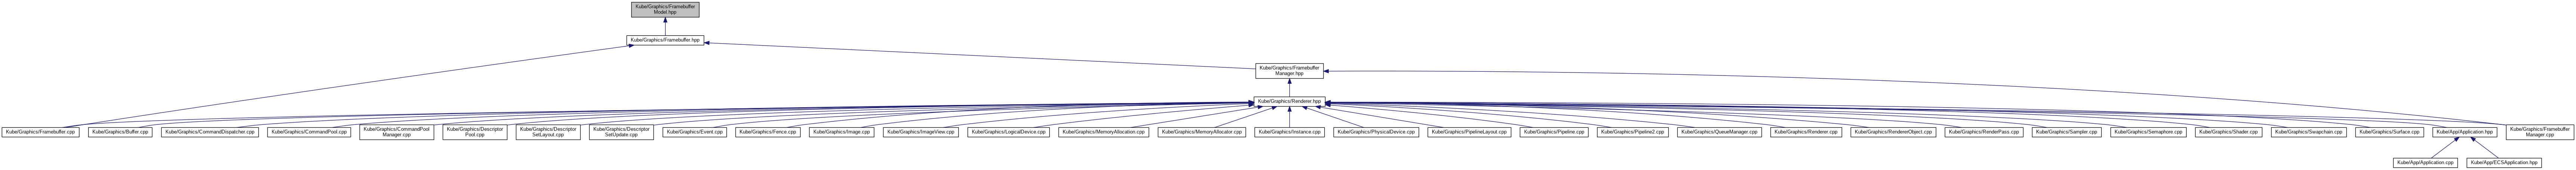 Kube/Graphics/Framebuffer
Model.hpp
Kube/Graphics/Framebuffer.hpp
Kube/Graphics/Framebuffer
Manager.hpp
Kube/Graphics/Renderer.hpp
Kube/Graphics/Framebuffer.cpp
Kube/Graphics/Buffer.cpp
Kube/Graphics/CommandDispatcher.cpp
Kube/Graphics/CommandPool.cpp
Kube/Graphics/CommandPool
Manager.cpp
Kube/Graphics/Descriptor
Pool.cpp
Kube/Graphics/Descriptor
SetLayout.cpp
Kube/Graphics/Descriptor
SetUpdate.cpp
Kube/Graphics/Event.cpp
Kube/Graphics/Fence.cpp
Kube/Graphics/Image.cpp
Kube/Graphics/ImageView.cpp
Kube/Graphics/LogicalDevice.cpp
Kube/Graphics/MemoryAllocation.cpp
Kube/Graphics/MemoryAllocator.cpp
Kube/Graphics/Instance.cpp
Kube/Graphics/PhysicalDevice.cpp
Kube/Graphics/PipelineLayout.cpp
Kube/Graphics/Pipeline.cpp
Kube/Graphics/Pipeline2.cpp
Kube/Graphics/QueueManager.cpp
Kube/Graphics/Renderer.cpp
Kube/Graphics/RendererObject.cpp
Kube/Graphics/RenderPass.cpp
Kube/Graphics/Sampler.cpp
Kube/Graphics/Semaphore.cpp
Kube/Graphics/Shader.cpp
Kube/Graphics/Swapchain.cpp
Kube/Graphics/Surface.cpp
Kube/App/Application.hpp
Kube/Graphics/Framebuffer
Manager.cpp
Kube/App/Application.cpp
Kube/App/ECSApplication.hpp